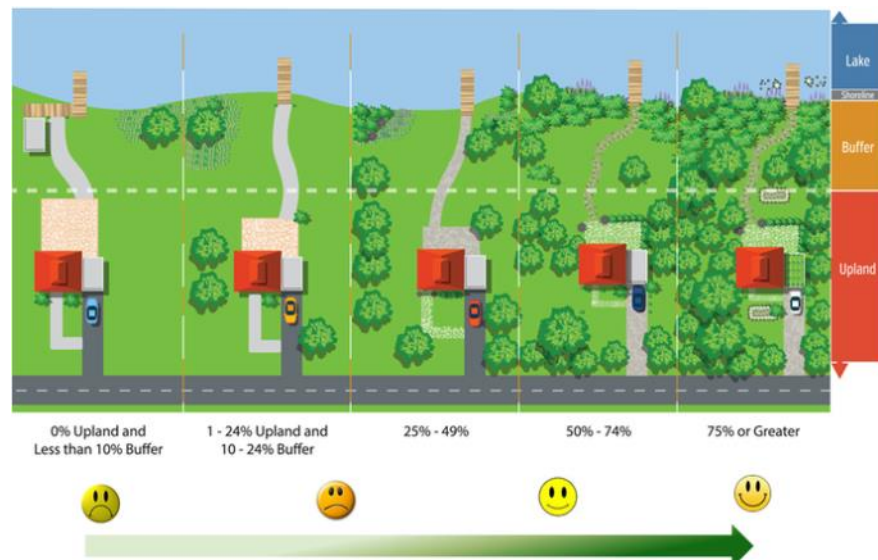 Lake
Shoreline
Buffer
Upland
0% Upland and
Less than 10% Buffer
1 - 24% Upland and
10 - 24% Buffer
25% - 49%
50% - 74%
75% or Greater